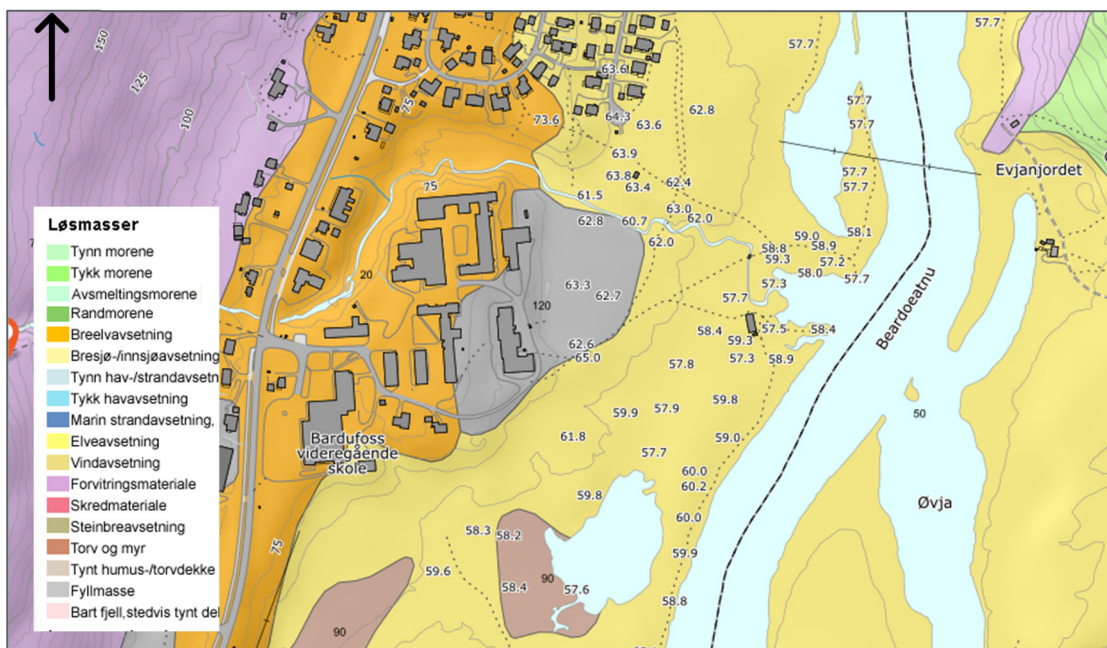 150
125
100
75
73.6
63.6
64.3
63.6
62.8
57.7
57.7
57.7
57.7
57.7
57.7
63.9
63.8
63.4
62.4
61.5
62.8
60.7
63.0
62.0
62.0
58.8
59.3
59.0
58.9
58.1
57.2
58.0
57.7
57.3
57.7
Evjanjordet
75
20
120
63.3
62.7
62.6
65.0
58.4
59.3
57.3
57.5
58.4
58.9
57.8
Beardoeatnu
50
Øvja
59.9
57.9
59.8
61.8
59.0
57.7
60.0
60.2
59.8
60.0
58.3
58.2
59.9
59.6
58.4
90
57.6
58.8
90
75
Bardufoss
videregående
skole
Løsmasser
Tynn morene
Tykk morene
Avsmeltingsmorene
Randmorene
Breelvavsetning
Bresjø-/innsjøavsetning
Tynn hav-/strandavsetn
Tykk havavsetning
Marin strandavsetning,
Elveavsetning
Vindavsetning
Forvitringsmateriale
Skredmateriale
Steinbreavsetning
Torv og myr
Tynt humus-/torvdekke
Fyllmasse
Bart fjell,stedvis tynt del